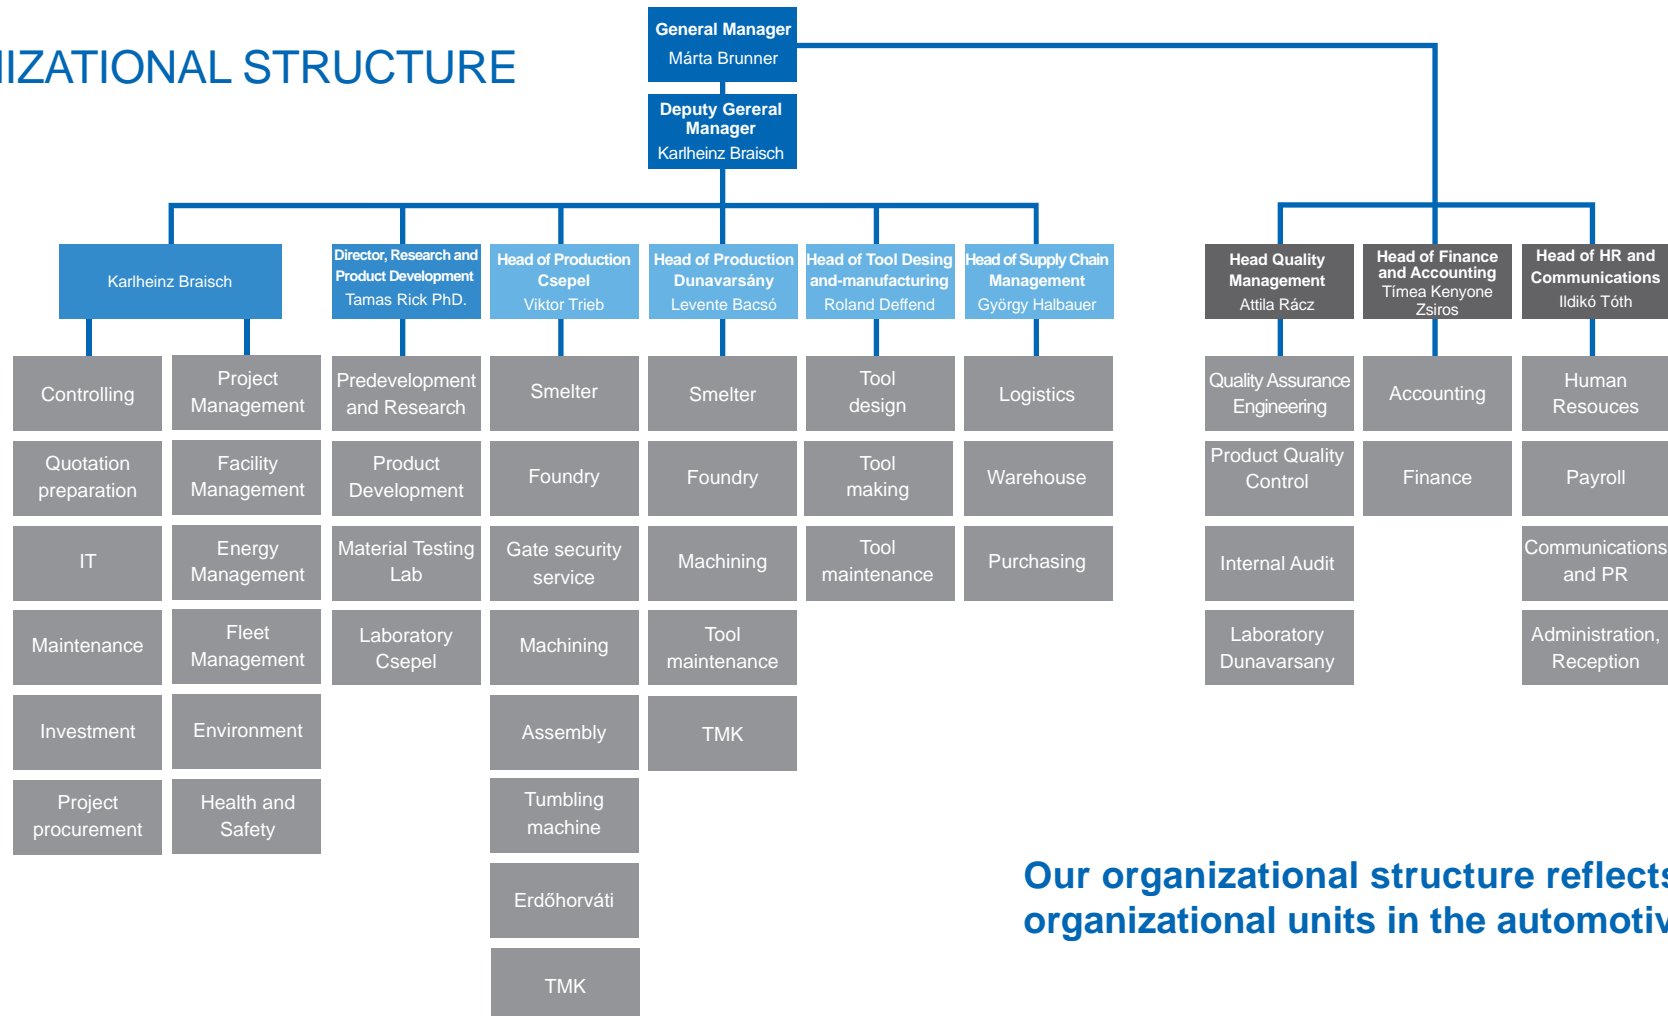 IIZATIONAL STRUCTURE
General Manager
Márta Brunner
Deputy Gereral
Manager
Karlheinz Braisch
Karlheinz Braisch
Director, Research and
Product Development
Tamas Rick PhD.
Head of Production
Csepel
Viktor Trieb
Head of Production
Dunavarsány
Levente Bacsó
Head of Tool Desing
and-manufacturing
Roland Deffend
Head of Supply Chain
Management
György Halbauer
Head Quality
Management
Attila Rácz
Head of Finance
and Accounting
Tímea Kenyone
Zsiros
Head of HR and
Communications
Ildikó Tóth
Controlling
Quotation
preparation
IT
Maintenance
Investment
Project
procurement
Project
Management
Facility
Management
Energy
Management
Fleet
Management
Environment
Health and
Safety
Predevelopment
and Research
Product
Development
Material Testing
Lab
Laboratory
Csepel
Smelter
Foundry
Gate security
service
Machining
Assembly
Tumbling
machine
Erdőhorváti
TMK
Smelter
Foundry
Machining
Tool
maintenance
TMK
Tool
design
Tool
making
Tool
maintenance
Logistics
Warehouse
Purchasing
Quality Assurance
Engineering
Product Quality
Control
Internal Audit
Laboratory
Dunavarsany
Accounting
Finance
Human
Resouces
Payroll
Communications
and PR
Administration,
Reception
Our organizational structure reflects
organizational units in the automotiv